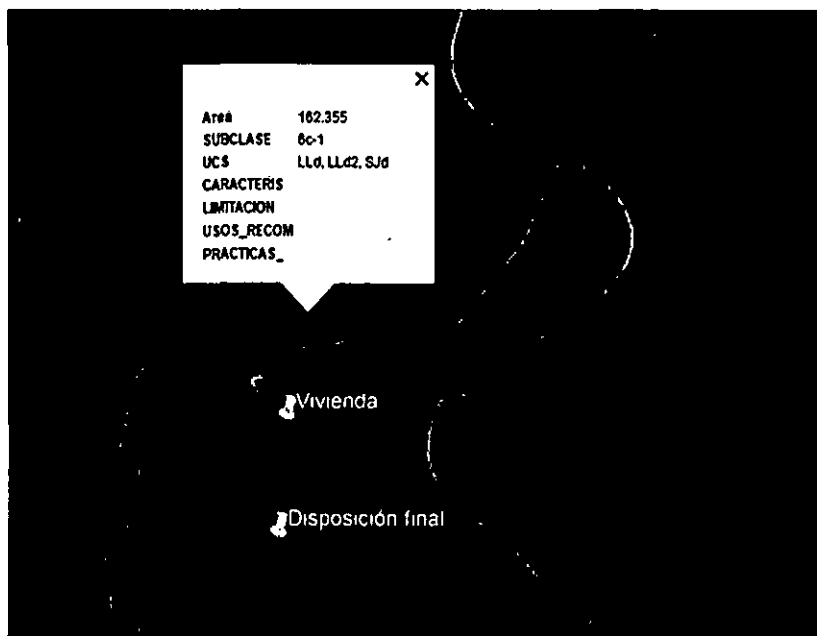 X
Area 162.355
SUBCLASE 6c-1
UCS LLd, LLd2, SJd
CARACTERIS
LIMITACION
USOS_RECOM
PRACTICAS_
Vivienda
Disposición final